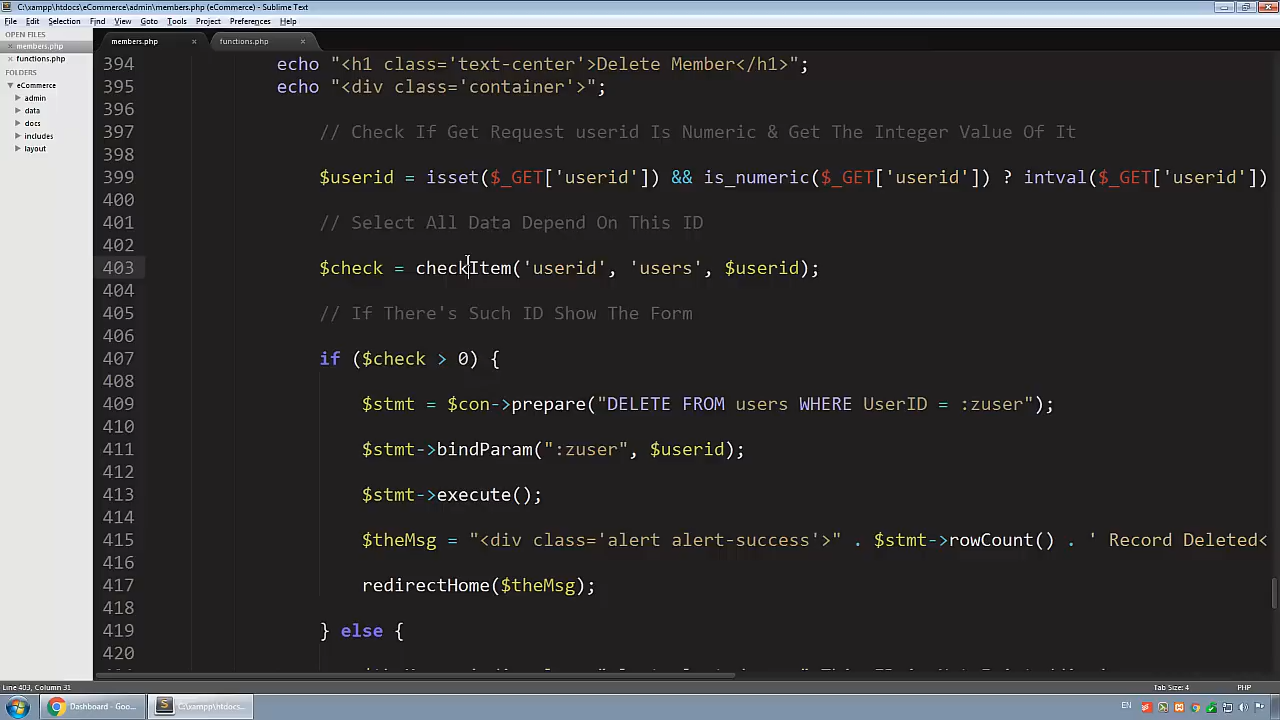 C:\xampp\htdocs\eCommerce\admin\members.php (eCommerce) - Sublime Text
File Edit Selection Find View Goto Tools Project Preferences Help
OPEN FILES
members.php
functions.php
FOLDERS
eCommerce
admin
data
docs
includes
layout
members.php × functions.php ×
394 echo "<h1 class='text-center'>Delete Member</h1>";
395 echo "<div class='container'>";
396
397 // Check If Get Request userid Is Numeric & Get The Integer Value Of It
398
399 $userid = isset($_GET['userid']) && is_numeric($_GET['userid']) ? intval($_GET['userid'])
400
401 // Select All Data Depend On This ID
402
403 $check = checkItem('userid', 'users', $userid);
404
405 // If There's Such ID Show The Form
406
407 if ($check > 0) {
408
409 $stmt = $con->prepare("DELETE FROM users WHERE UserID = :zuser");
410
411 $stmt->bindParam(":zuser", $userid);
412
413 $stmt->execute();
414
415 $theMsg = "<div class='alert alert-success'>" . $stmt->rowCount() . ' Record Deleted<
416
417 redirectHome($theMsg);
418
419 } else {
420
Line 403, Column 31 Tab Size: 4 PHP
Dashboard - Goo... C:\xampp\htdocs... EN